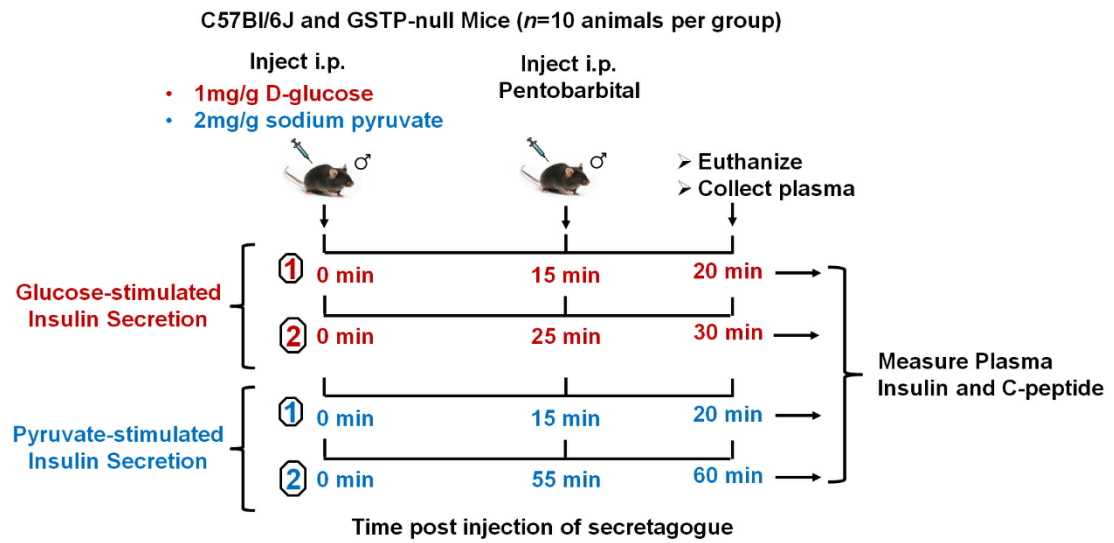 C57Bl/6J and GSTP-null Mice (n=10 animals per group)
Inject i.p.
• 1mg/g D-glucose
• 2mg/g sodium pyruvate
Inject i.p.
Pentobarbital
♂
♂
➢ Euthanize
➢ Collect plasma
Glucose-stimulated
Insulin Secretion
1 0 min 15 min 20 min
2 0 min 25 min 30 min
Pyruvate-stimulated
Insulin Secretion
1 0 min 15 min 20 min
2 0 min 55 min 60 min
Measure Plasma
Insulin and C-peptide
Time post injection of secretagogue